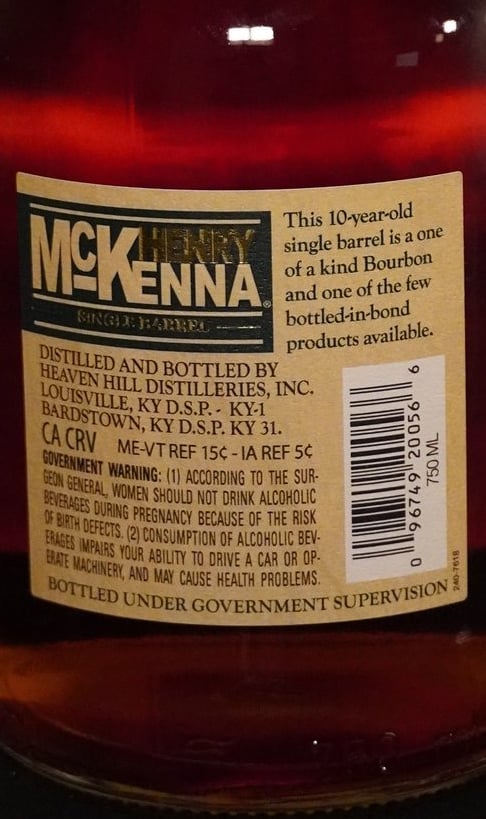 HENRY
McKENNA®
SINGLE BARREL
This 10-year-old
single barrel is a one
of a kind Bourbon
and one of the few
bottled-in-bond
products available.
DISTILLED AND BOTTLED BY
HEAVEN HILL DISTILLERIES, INC.
LOUISVILLE, KY D.S.P. - KY-1
BARDSTOWN, KY D.S.P. KY 31.
CA CRV ME-VT REF 15¢ - IA REF 5¢
GOVERNMENT WARNING: (1) ACCORDING TO THE SUR-
GEON GENERAL, WOMEN SHOULD NOT DRINK ALCOHOLIC
BEVERAGES DURING PREGNANCY BECAUSE OF THE RISK
OF BIRTH DEFECTS. (2) CONSUMPTION OF ALCOHOLIC BEV-
ERAGES IMPAIRS YOUR ABILITY TO DRIVE A CAR OR OP-
ERATE MACHINERY, AND MAY CAUSE HEALTH PROBLEMS.
BOTTLED UNDER GOVERNMENT SUPERVISION
0 96749 20056 6
750 ML
240-7618